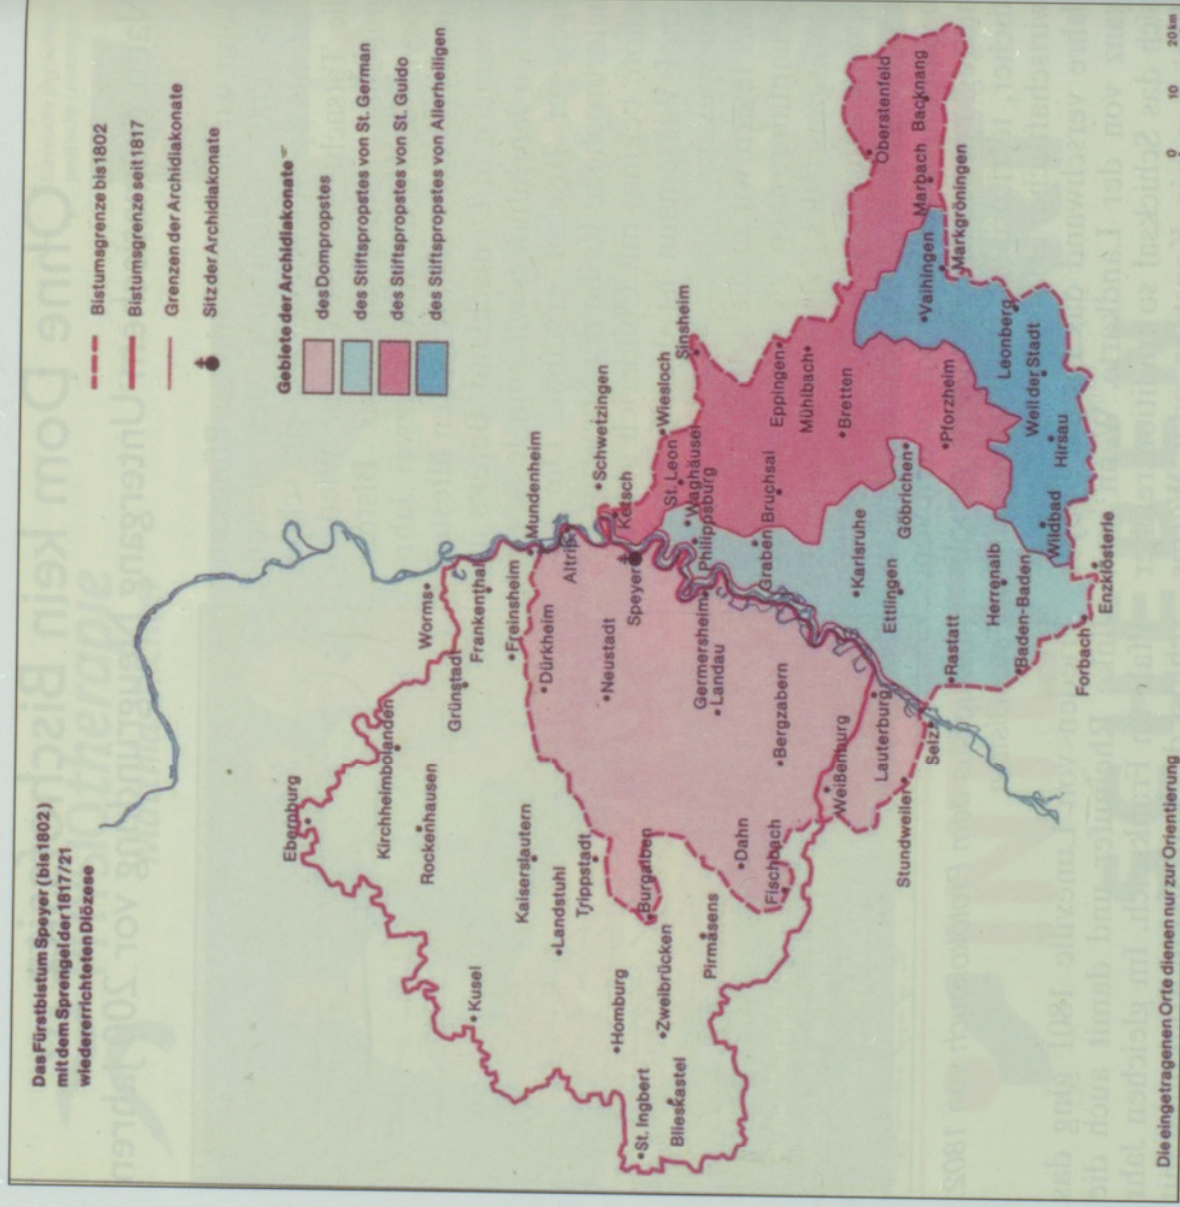 Das Fürstbistum Speyer (bis 1802)
mit dem Sprengel der 1817/21
wiedererrichteten Diözese
Bistumsgrenze bis 1802
Bistumsgrenze seit 1817
Grenzen der Archidiakonate
Sitz der Archidiakonate
Gebiete der Archidiakonate
des Dompropstes
des Stiftspropstes von St. German
des Stiftspropstes von St. Guido
des Stiftspropstes von Allerheiligen
Ebernburg
Kirchheimbolanden
Rockenhausen
Worms
Grünstadt
Frankenthal
Kusel
Freinsheim
Mundenheim
Kaiserslautern
Dürkheim
Landstuhl
Altrip
Trippstadt
Schwetzingen
Neustadt
Ketsch
Homburg
Speyer
St. Ingbert
Burgalben
Wiesloch
Zweibrücken
St. Leon
Sinsheim
Blieskastel
Waghäusel
Germersheim
Philippsburg
Pirmasens
Landau
Dahn
Graben
Bruchsal
Fischbach
Bergzabern
Eppingen
Mühlbach
Weißenburg
Karlsruhe
Bretten
Lauterburg
Ettlingen
Oberstenfeld
Stundweiler
Göbrichen
Marbach
Backnang
Selz
Rastatt
Pforzheim
Vaihingen
Markgröningen
Herrenalb
Leonberg
Baden-Baden
Weil der Stadt
Wildbad
Hirsau
Forbach
Enzklösterle
Die eingetragenen Orte dienen nur zur Orientierung
0 10 20 km